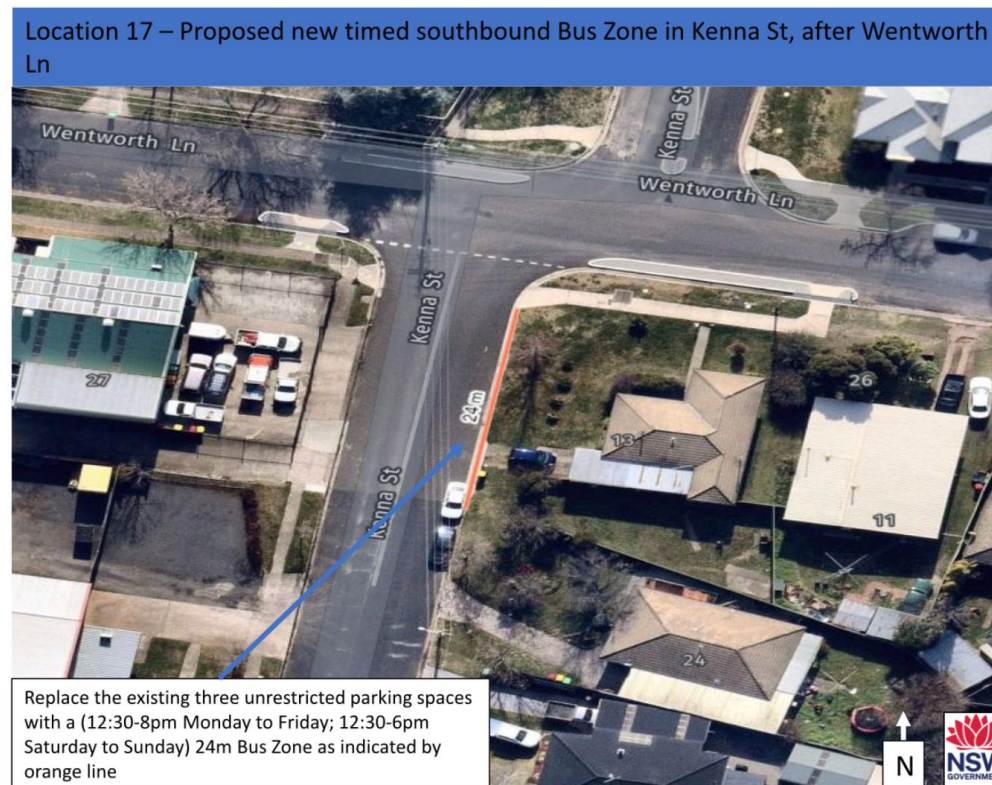 Location 17 – Proposed new timed southbound Bus Zone in Kenna St, after Wentworth
Ln
Wentworth Ln
Kenna St
Wentworth Ln
Kenna St
24 m
27
13
26
Kenna St
11
24
Replace the existing three unrestricted parking spaces
with a (12:30-8pm Monday to Friday; 12:30-6pm
Saturday to Sunday) 24m Bus Zone as indicated by
orange line
N
NSW
GOVERNMENT